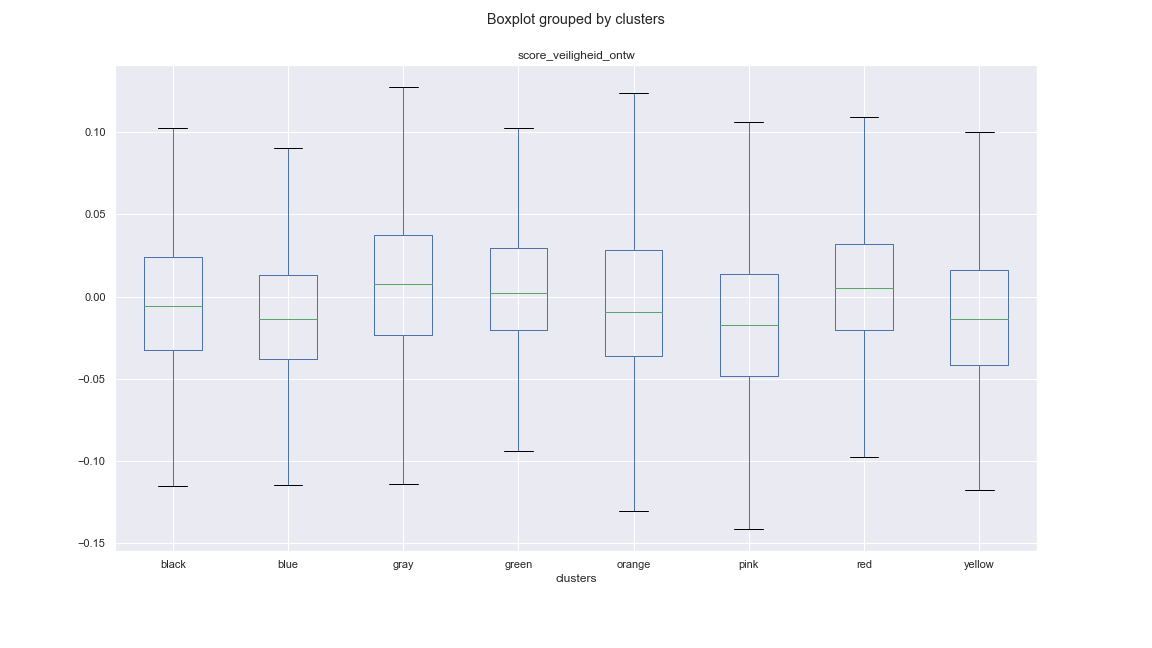 Boxplot grouped by clusters
score_veiligheid_ontw
0.10
0.05
0.00
−0.05
−0.10
−0.15
black blue gray green orange pink red yellow
clusters